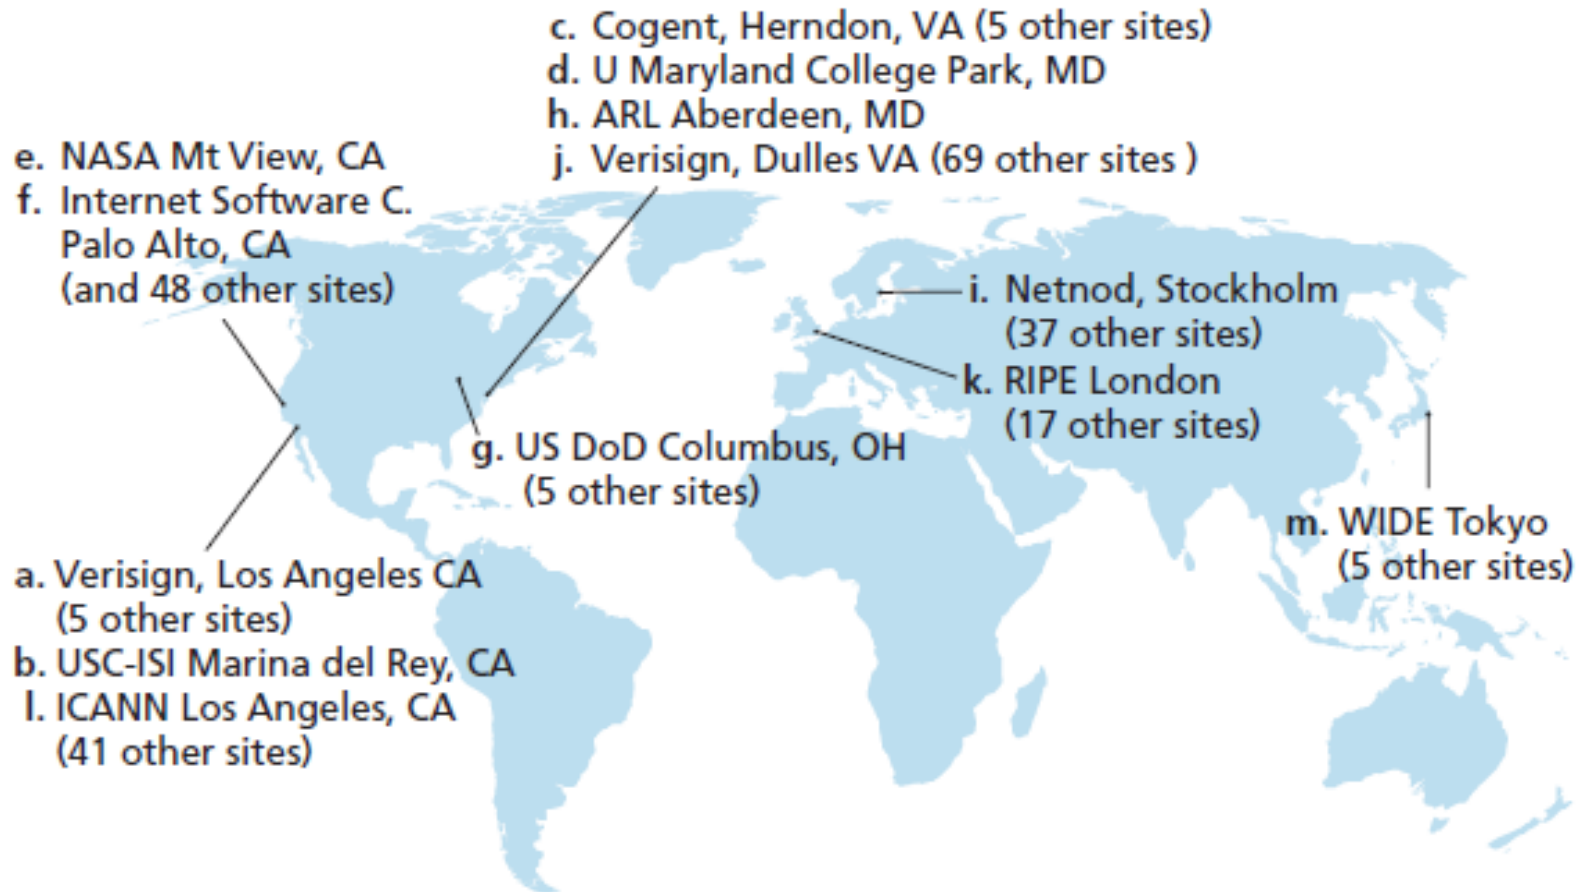 c. Cogent, Herndon, VA (5 other sites)
d. U Maryland College Park, MD
h. ARL Aberdeen, MD
j. Verisign, Dulles VA (69 other sites )
e. NASA Mt View, CA
f. Internet Software C.
Palo Alto, CA
(and 48 other sites)
i. Netnod, Stockholm
(37 other sites)
k. RIPE London
(17 other sites)
g. US DoD Columbus, OH
(5 other sites)
m. WIDE Tokyo
(5 other sites)
a. Verisign, Los Angeles CA
(5 other sites)
b. USC-ISI Marina del Rey, CA
l. ICANN Los Angeles, CA
(41 other sites)